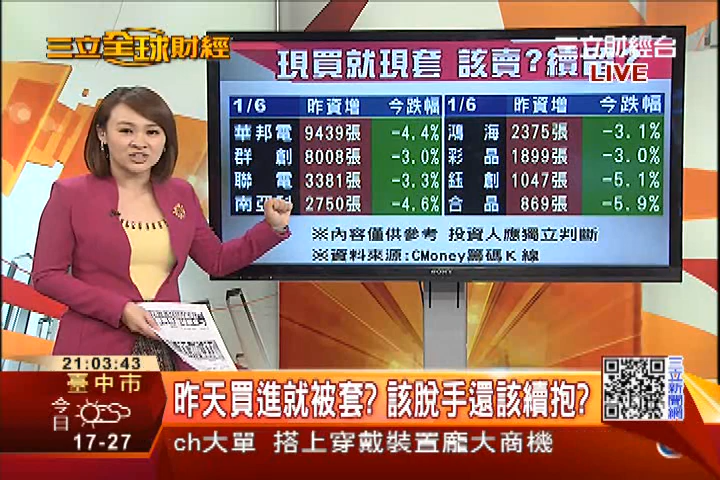 三立全球財經
三立財經台
LIVE
現買就現套 該賣?續抱?
1/6 昨資增 今跌幅 1/6 昨資增 今跌幅
華邦電 9439張 -4.4% 鴻海 2375張 -3.1%
群創 8008張 -3.0% 彩晶 1899張 -3.0%
聯電 3381張 -3.3% 鈺創 1047張 -5.1%
南亞科 2750張 -4.6% 合晶 869張 -5.9%
※內容僅供參考 投資人應獨立判斷
※資料來源:CMoney籌碼K線
SONY
21:03:43
臺中市
今日
17-27
昨天買進就被套?該脫手還該續抱?
三立新聞網
ch大單 搭上穿戴裝置龐大商機